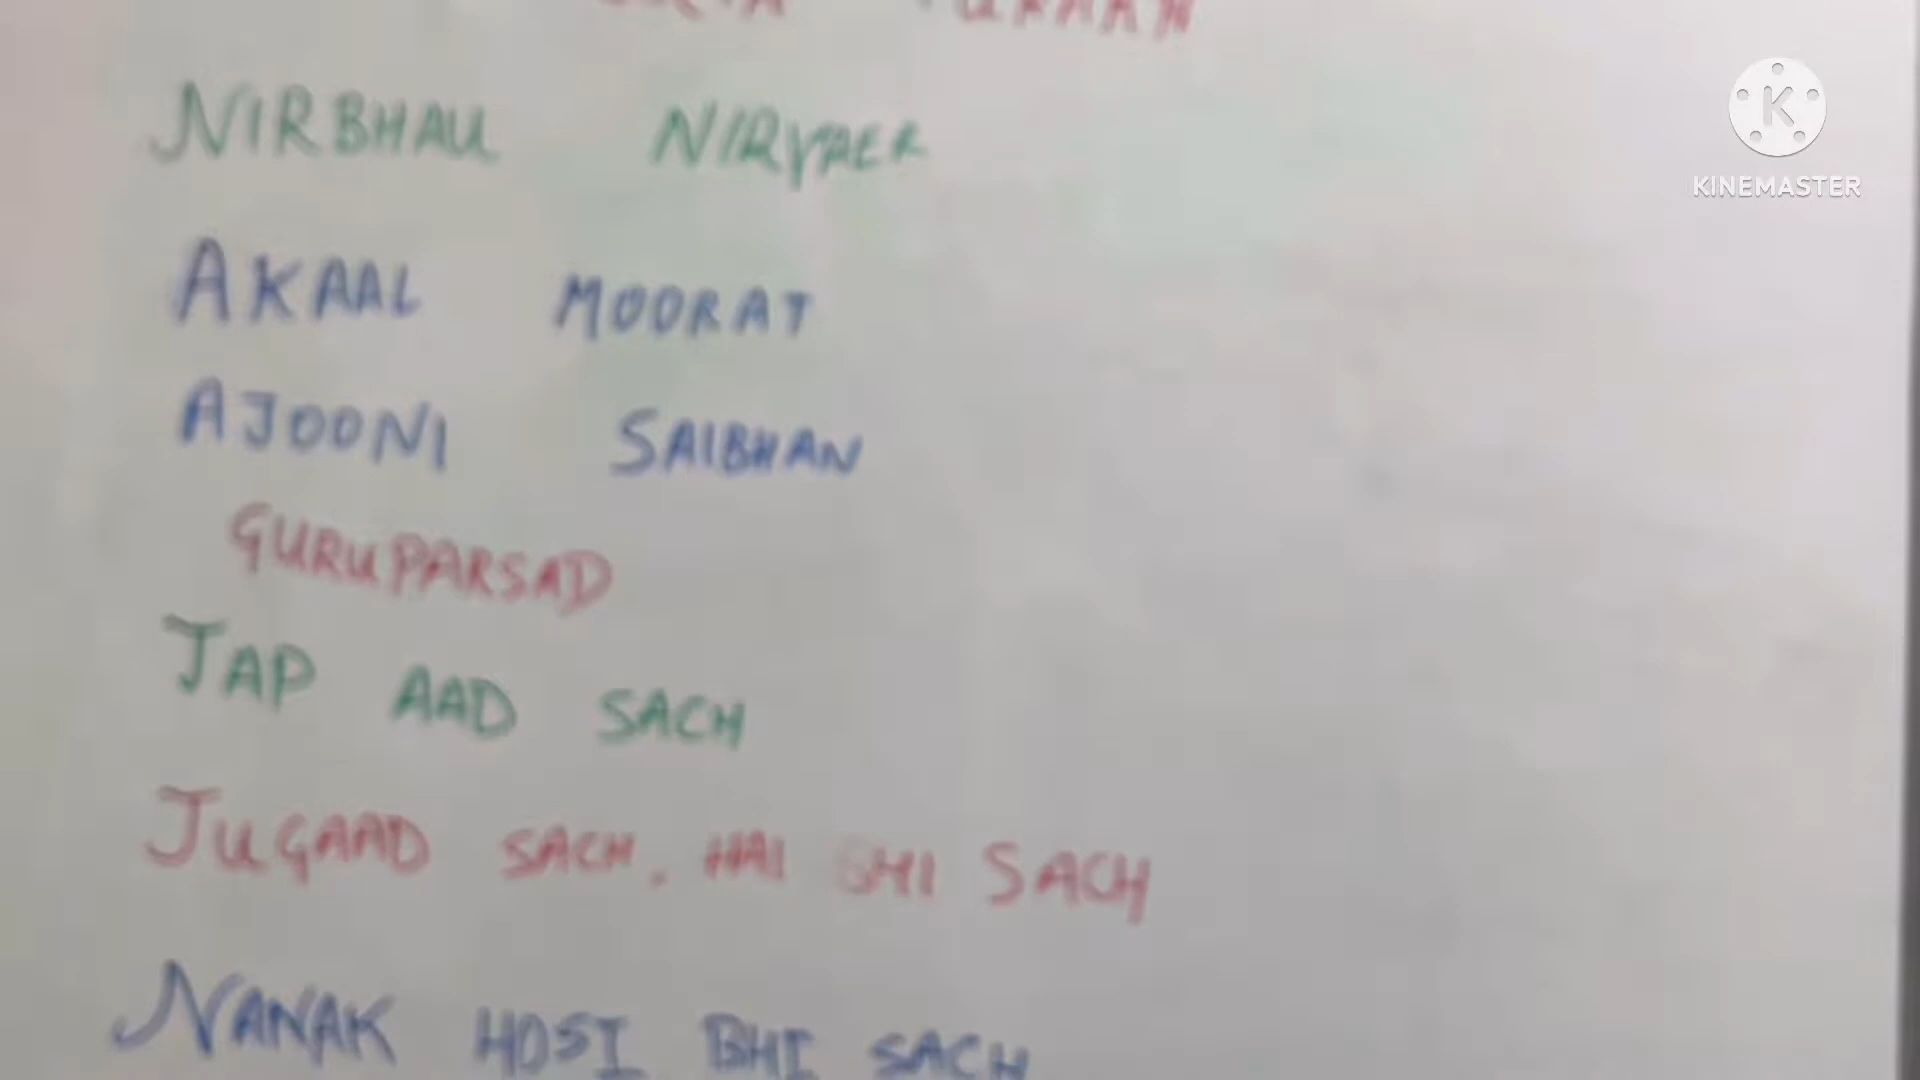 NIRBHAU NIRVAER
AKAAL MOORAT
AJOONI SAIBHAN
GURUPARSAD
JAP AAD SACH
JUGAAD SACH, HAI BHI SACH
NANAK HOSI BHI SACH
K
KINEMASTER